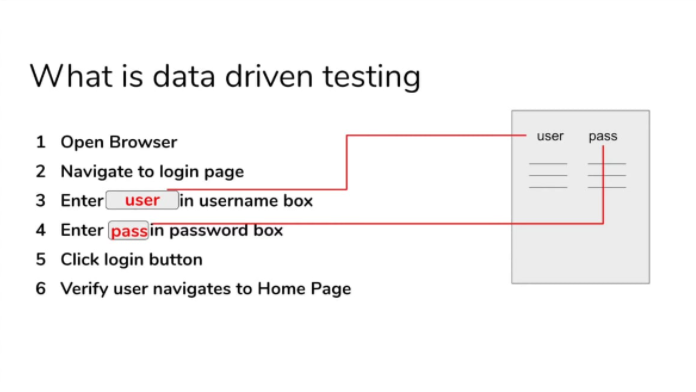 What is data driven testing
user pass
1 Open Browser
2 Navigate to login page
3 Enter user in username box
4 Enter pass in password box
5 Click login button
6 Verify user navigates to Home Page